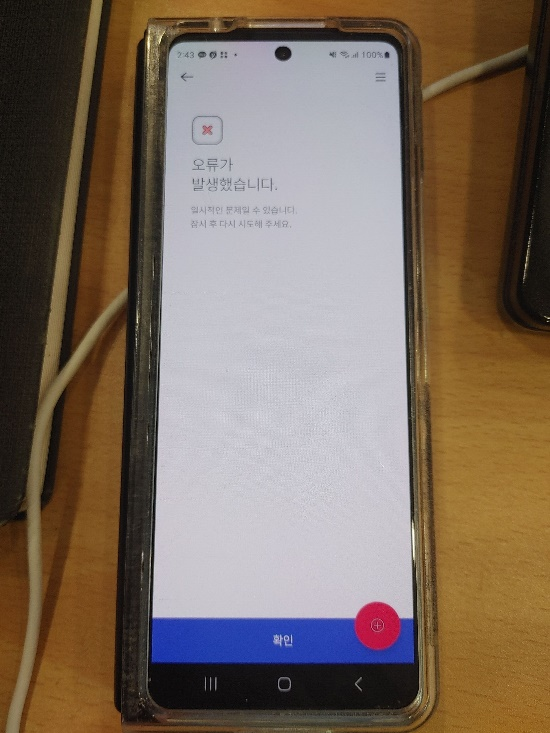 2:43
100%
오류가
발생했습니다.
일시적인 문제일 수 있습니다.
잠시 후 다시 시도해 주세요.
확인